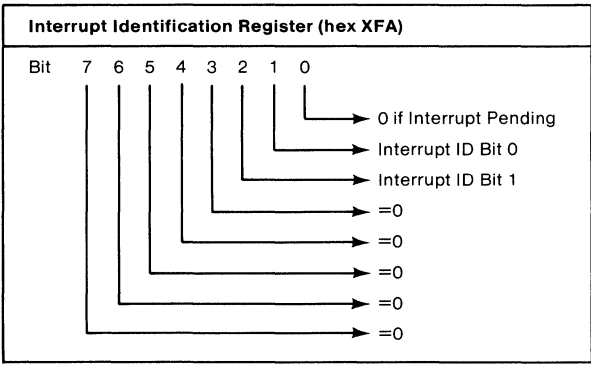 Interrupt Identification Register (hex XFA)
Bit 7 6 5 4 3 2 1 0
0 if Interrupt Pending
Interrupt ID Bit 0
Interrupt ID Bit 1
=0
=0
=0
=0
=0